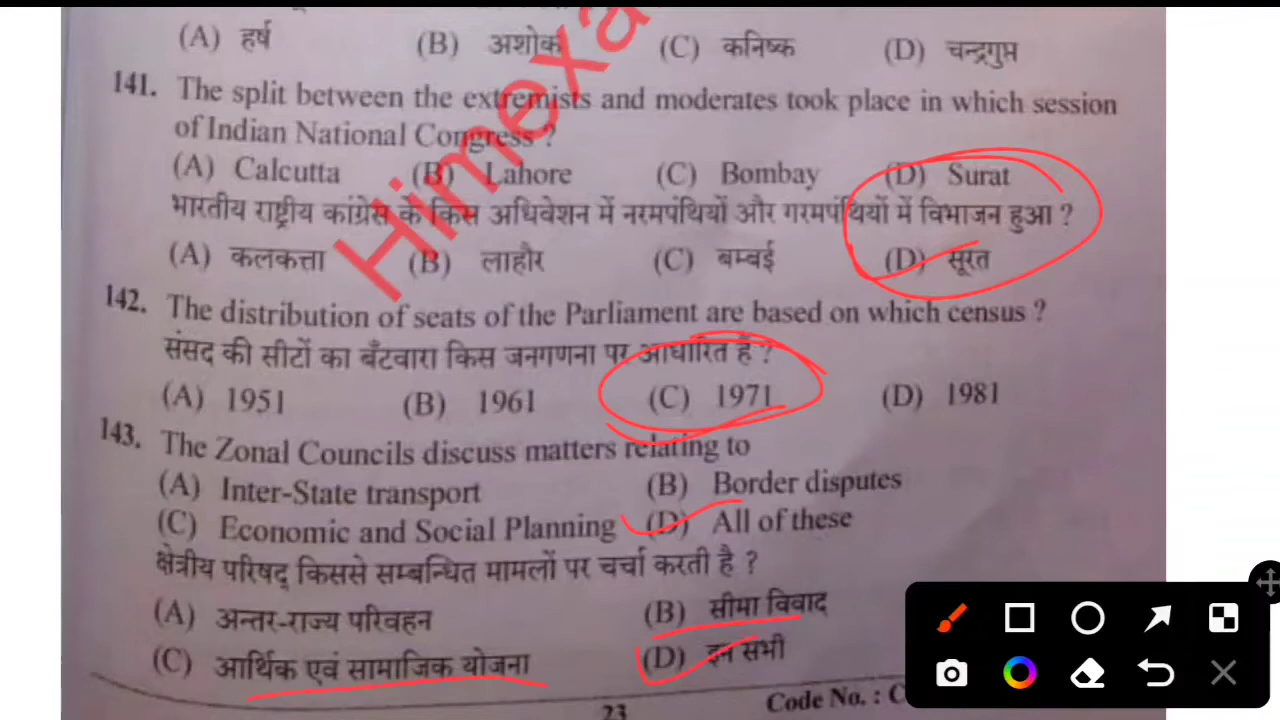 (A) हर्ष (B) अशोक (C) कनिष्क (D) चन्द्रगुप्त
141. The split between the extremists and moderates took place in which session
of Indian National Congress ?
(A) Calcutta (B) Lahore (C) Bombay (D) Surat
भारतीय राष्ट्रीय कांग्रेस के किस अधिवेशन में नरमपंथियों और गरमपंथियों में विभाजन हुआ ?
(A) कलकत्ता (B) लाहौर (C) बम्बई (D) सूरत
142. The distribution of seats of the Parliament are based on which census ?
संसद की सीटों का बँटवारा किस जनगणना पर आधारित है ?
(A) 1951 (B) 1961 (C) 1971 (D) 1981
143. The Zonal Councils discuss matters relating to
(A) Inter-State transport (B) Border disputes
(C) Economic and Social Planning (D) All of these
क्षेत्रीय परिषद् किससे सम्बन्धित मामलों पर चर्चा करती है ?
(A) अन्तर-राज्य परिवहन (B) सीमा विवाद
(C) आर्थिक एवं सामाजिक योजना (D) इन सभी
23 Code No. : C
Himexa